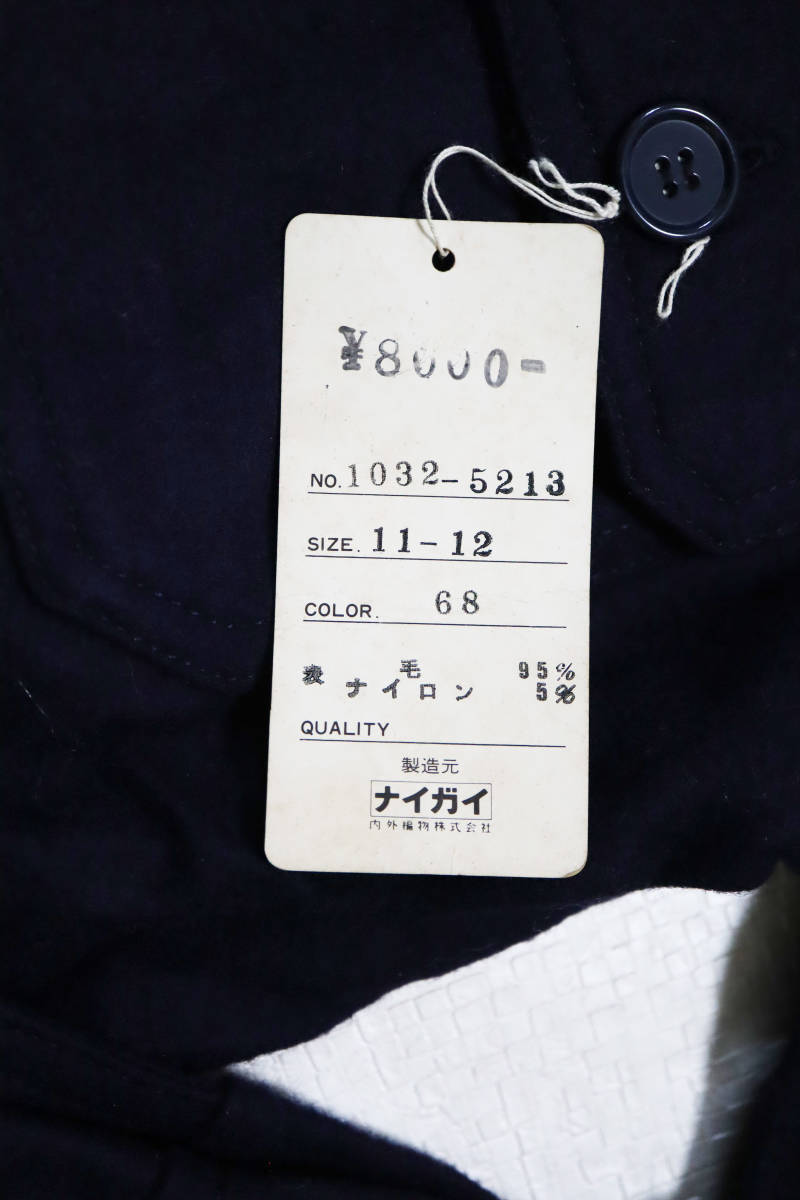 ¥8000-
NO. 1032-5213
SIZE. 11-12
COLOR. 68
表 毛 95%
ナイロン 5%
QUALITY
製造元
ナイガイ
内外編物株式会社